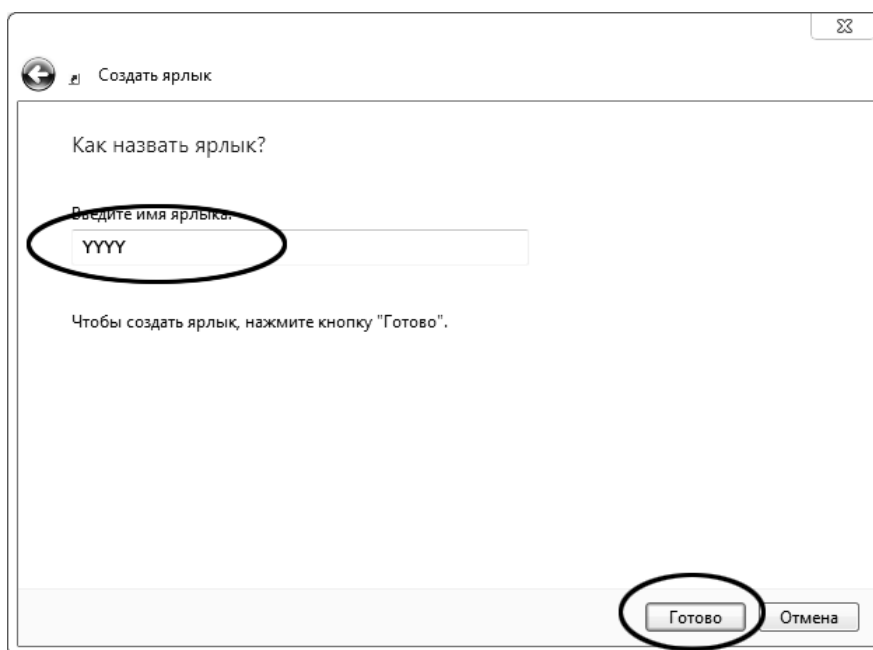 Создать ярлык
Как назвать ярлык?
Введите имя ярлыка:
YYYY
Чтобы создать ярлык, нажмите кнопку "Готово".
Готово
Отмена